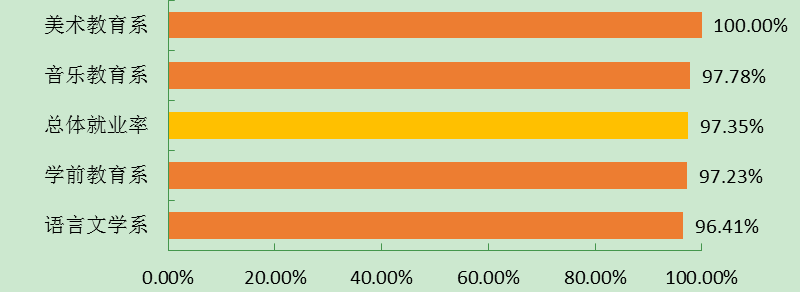 美术教育系 100.00%
音乐教育系 97.78%
总体就业率 97.35%
学前教育系 97.23%
语言文学系 96.41%
0.00% 20.00% 40.00% 60.00% 80.00% 100.00%